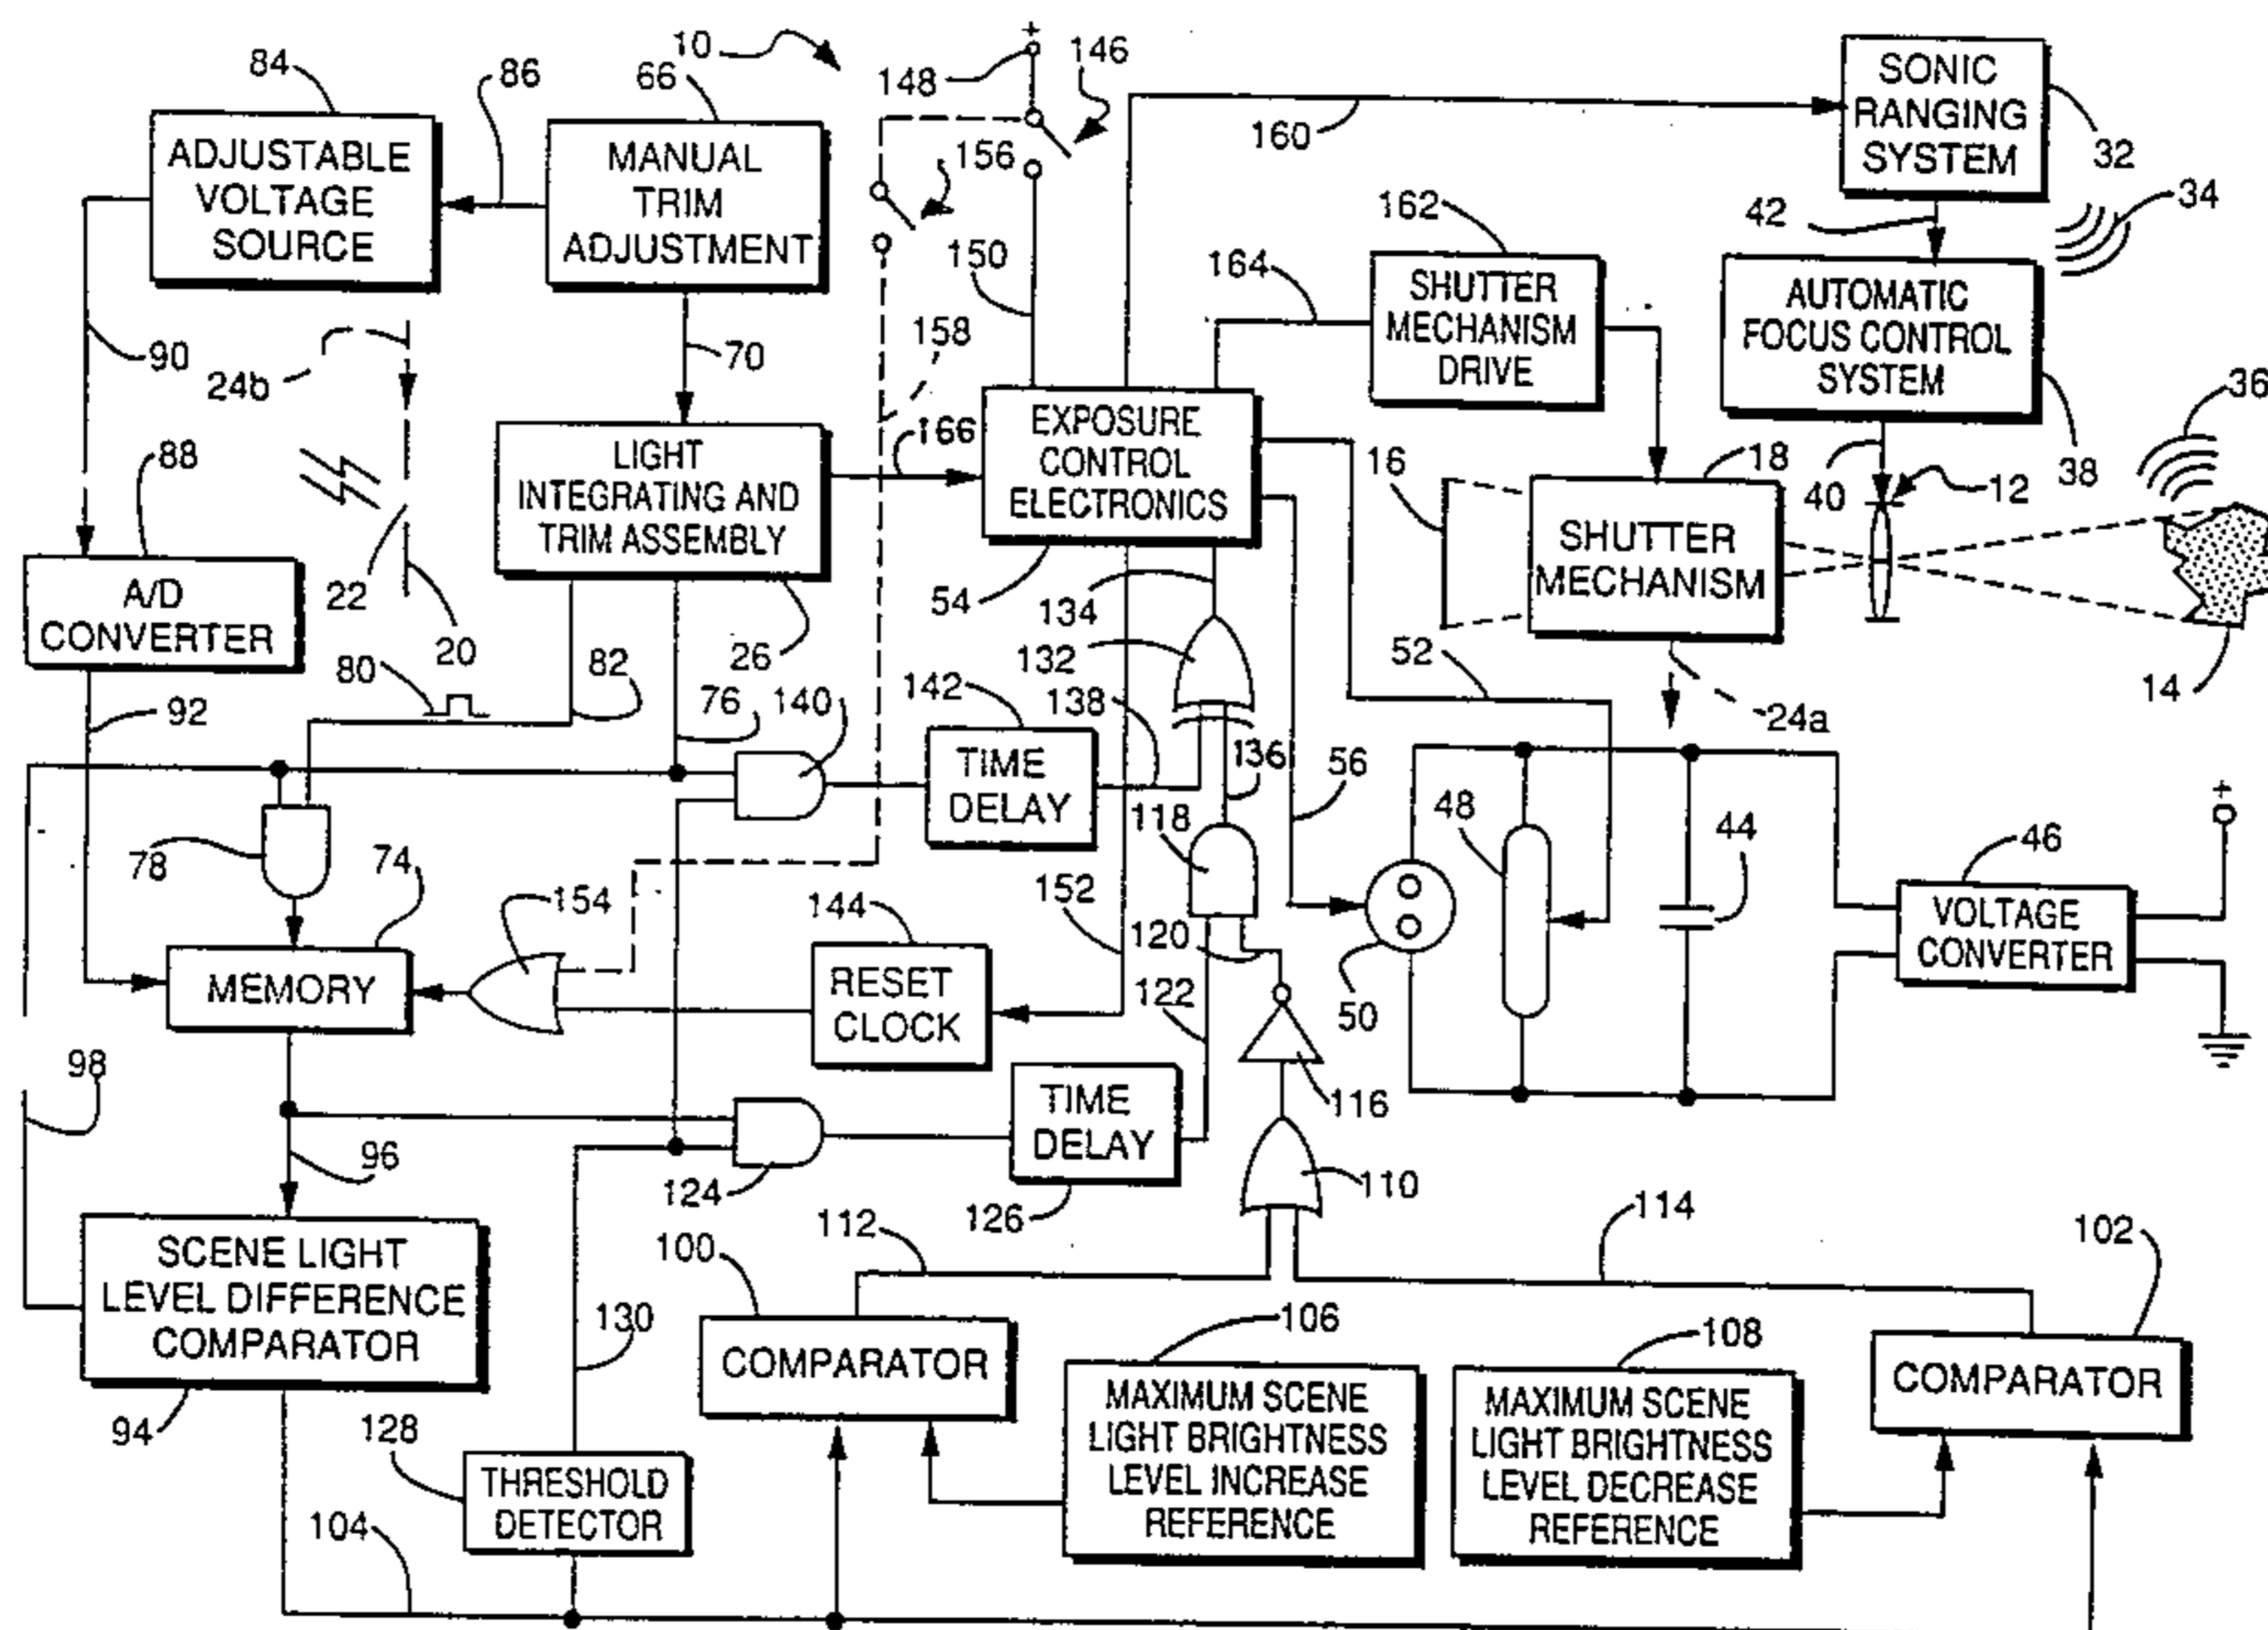 10
+
148
146
84
86
66
ADJUSTABLE
VOLTAGE
SOURCE
MANUAL
TRIM
ADJUSTMENT
156
160
SONIC
RANGING
SYSTEM
32
34
42
162
150
164
SHUTTER
MECHANISM
DRIVE
AUTOMATIC
FOCUS CONTROL
SYSTEM
90
24b
70
158
36
88
LIGHT
INTEGRATING AND
TRIM ASSEMBLY
166
EXPOSURE
CONTROL
ELECTRONICS
16
18
40
12
38
A/D
CONVERTER
22
20
26
54
134
SHUTTER
MECHANISM
14
80
82
76
92
140
142
132
138
52
24a
TIME
DELAY
136
56
118
48
44
46
+
78
74
154
144
152
120
VOLTAGE
CONVERTER
MEMORY
RESET
CLOCK
122
50
98
96
124
TIME
DELAY
126
116
110
SCENE LIGHT
LEVEL DIFFERENCE
COMPARATOR
94
100
112
114
102
130
106
108
COMPARATOR
COMPARATOR
128
MAXIMUM SCENE
LIGHT BRIGHTNESS
LEVEL INCREASE
REFERENCE
MAXIMUM SCENE
LIGHT BRIGHTNESS
LEVEL DECREASE
REFERENCE
THRESHOLD
DETECTOR
104